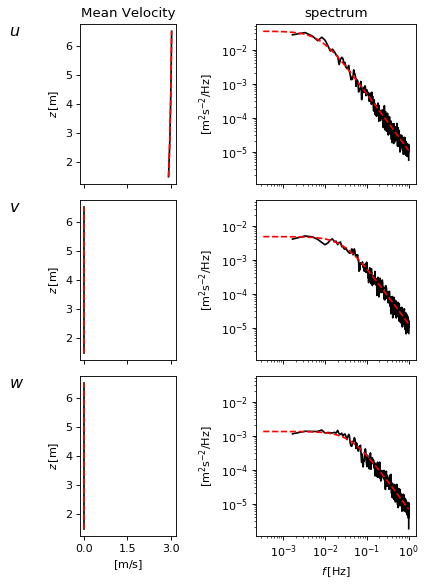 Mean Velocity
spectrum
u
z [m]
6
5
4
3
2
[m²s⁻²/Hz]
10⁻²
10⁻³
10⁻⁴
10⁻⁵
v
z [m]
6
5
4
3
2
[m²s⁻²/Hz]
10⁻²
10⁻³
10⁻⁴
10⁻⁵
w
z [m]
6
5
4
3
2
[m²s⁻²/Hz]
10⁻²
10⁻³
10⁻⁴
10⁻⁵
0.0 1.5 3.0
[m/s]
10⁻³ 10⁻² 10⁻¹ 10⁰
f [Hz]